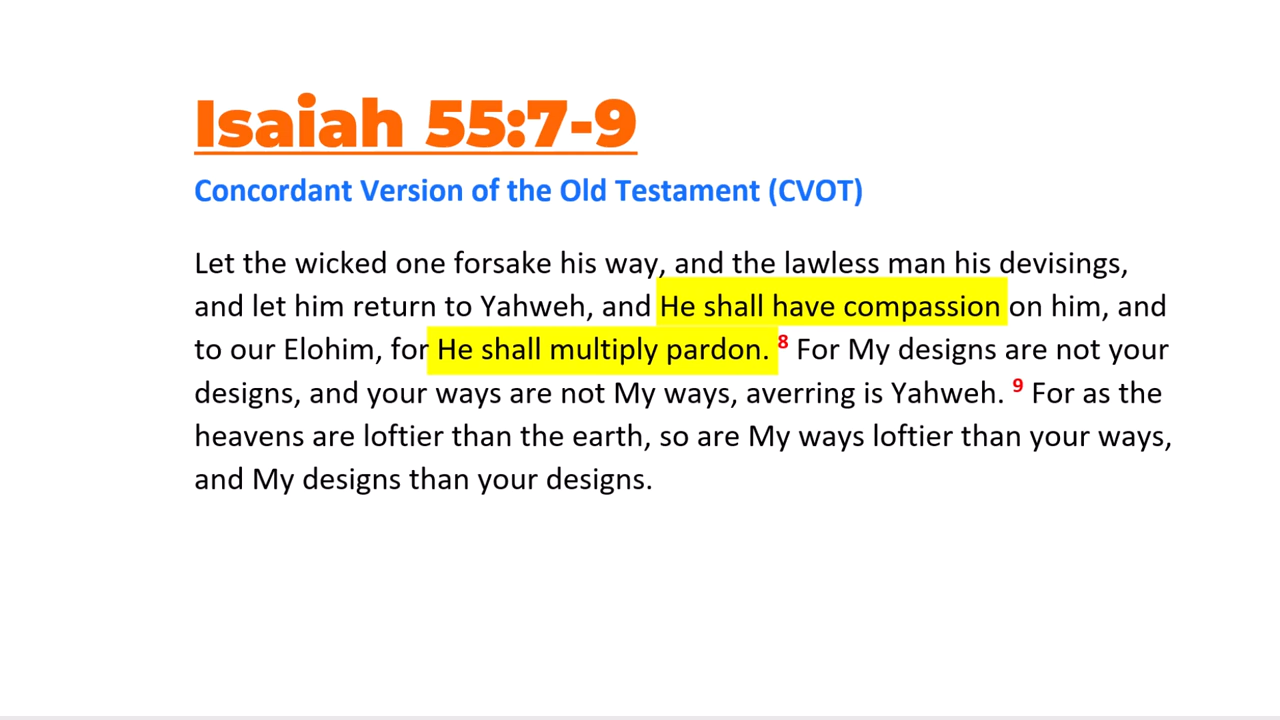 Isaiah 55:7-9
Concordant Version of the Old Testament (CVOT)
Let the wicked one forsake his way, and the lawless man his devisings,
and let him return to Yahweh, and He shall have compassion on him, and
to our Elohim, for He shall multiply pardon. 8 For My designs are not your
designs, and your ways are not My ways, averring is Yahweh. 9 For as the
heavens are loftier than the earth, so are My ways loftier than your ways,
and My designs than your designs.